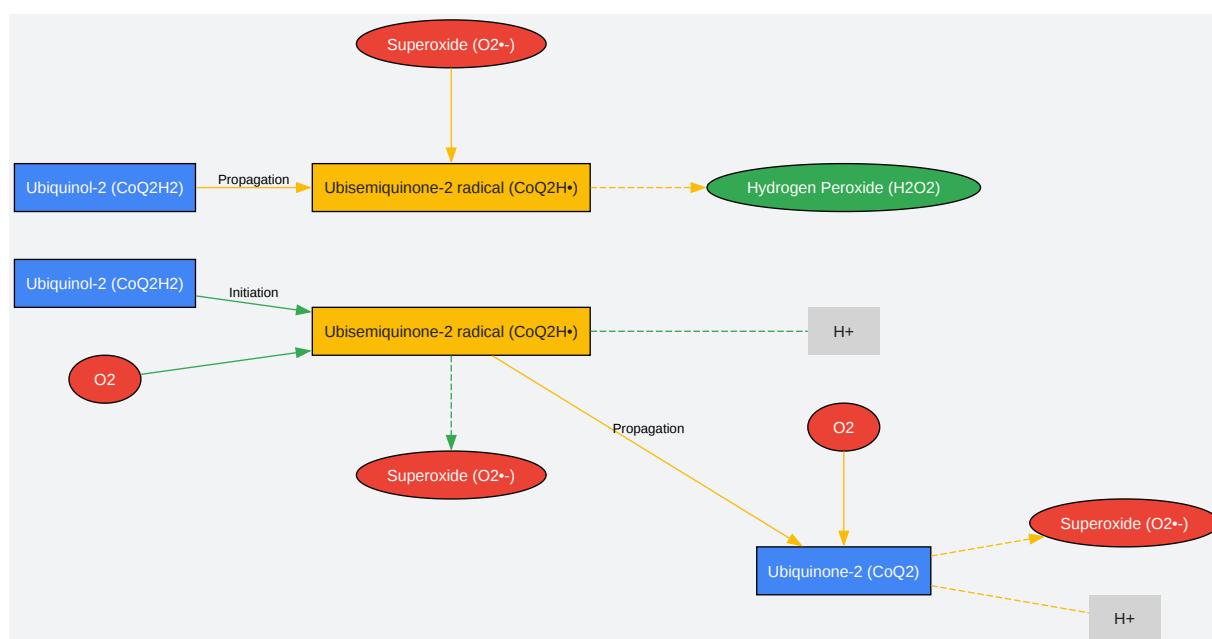 Superoxide (O2•-)
Ubiquinol-2 (CoQ2H2)
Propagation
Ubisemiquinone-2 radical (CoQ2H•)
Hydrogen Peroxide (H2O2)
Ubiquinol-2 (CoQ2H2)
Initiation
Ubisemiquinone-2 radical (CoQ2H•)
H+
O2
Propagation
O2
Superoxide (O2•-)
Superoxide (O2•-)
Ubiquinone-2 (CoQ2)
H+